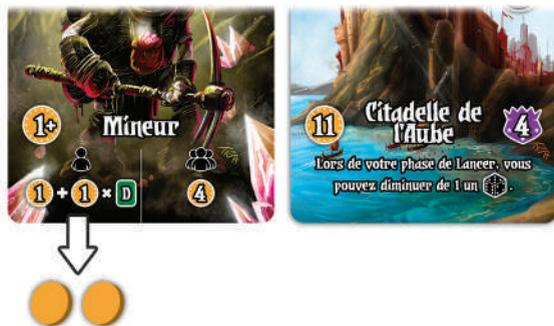 1+ Mineur
1 + 1 × D
4
11 Citadelle de
l'Aube 4
Lors de votre phase de Lancer, vous
pouvez diminuer de 1 un .